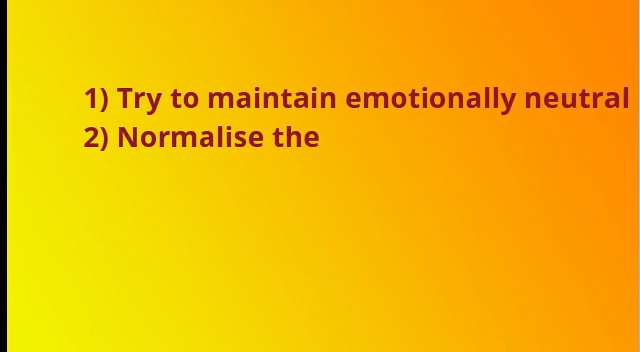 1) Try to maintain emotionally neutral
2) Normalise the